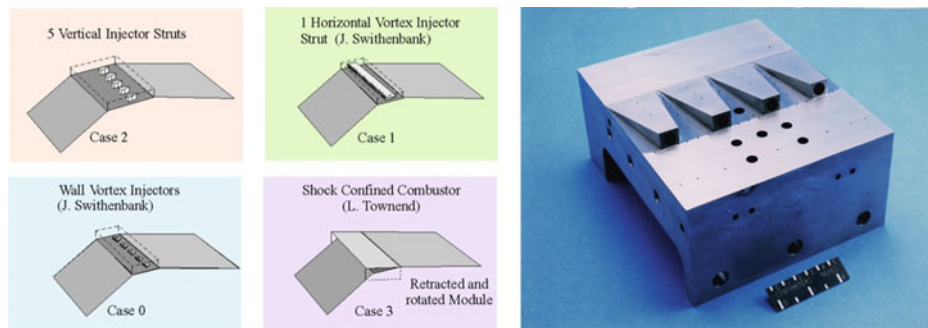 5 Vertical Injector Struts
Case 2
1 Horizontal Vortex Injector
Strut (J. Swithenbank)
Case 1
Wall Vortex Injectors
(J. Swithenbank)
Case 0
Shock Confined Combustor
(L. Townend)
Retracted and
rotated Module
Case 3